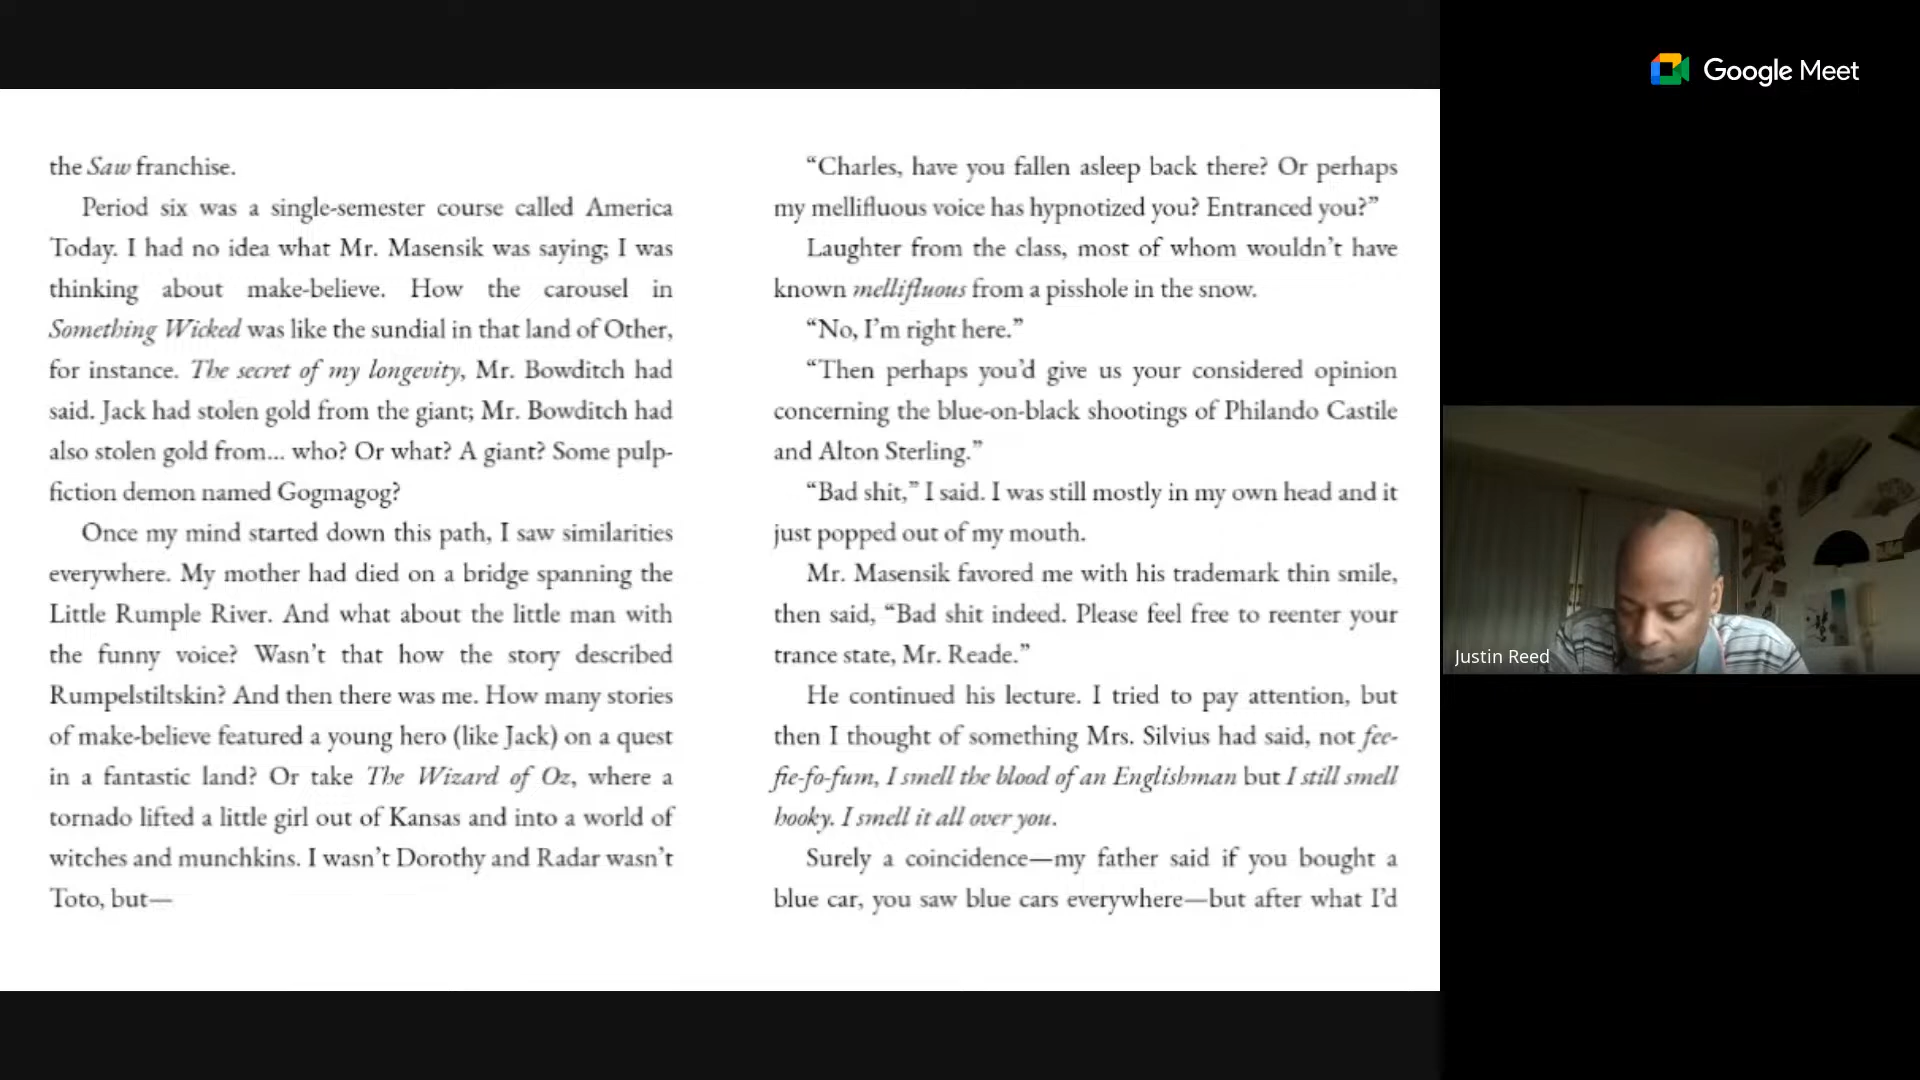 the Saw franchise.
Period six was a single-semester course called America
Today. I had no idea what Mr. Masensik was saying; I was
thinking about make-believe. How the carousel in
Something Wicked was like the sundial in that land of Other,
for instance. The secret of my longevity, Mr. Bowditch had
said. Jack had stolen gold from the giant; Mr. Bowditch had
also stolen gold from... who? Or what? A giant? Some pulp-
fiction demon named Gogmagog?
Once my mind started down this path, I saw similarities
everywhere. My mother had died on a bridge spanning the
Little Rumple River. And what about the little man with
the funny voice? Wasn’t that how the story described
Rumpelstiltskin? And then there was me. How many stories
of make-believe featured a young hero (like Jack) on a quest
in a fantastic land? Or take The Wizard of Oz, where a
tornado lifted a little girl out of Kansas and into a world of
witches and munchkins. I wasn’t Dorothy and Radar wasn’t
Toto, but—
“Charles, have you fallen asleep back there? Or perhaps
my mellifluous voice has hypnotized you? Entranced you?”
Laughter from the class, most of whom wouldn’t have
known mellifluous from a pisshole in the snow.
“No, I’m right here.”
“Then perhaps you’d give us your considered opinion
concerning the blue-on-black shootings of Philando Castile
and Alton Sterling.”
“Bad shit,” I said. I was still mostly in my own head and it
just popped out of my mouth.
Mr. Masensik favored me with his trademark thin smile,
then said, “Bad shit indeed. Please feel free to reenter your
trance state, Mr. Reade.”
He continued his lecture. I tried to pay attention, but
then I thought of something Mrs. Silvius had said, not fee-
fie-fo-fum, I smell the blood of an Englishman but I still smell
hooky. I smell it all over you.
Surely a coincidence—my father said if you bought a
blue car, you saw blue cars everywhere—but after what I’d
Google Meet
Justin Reed